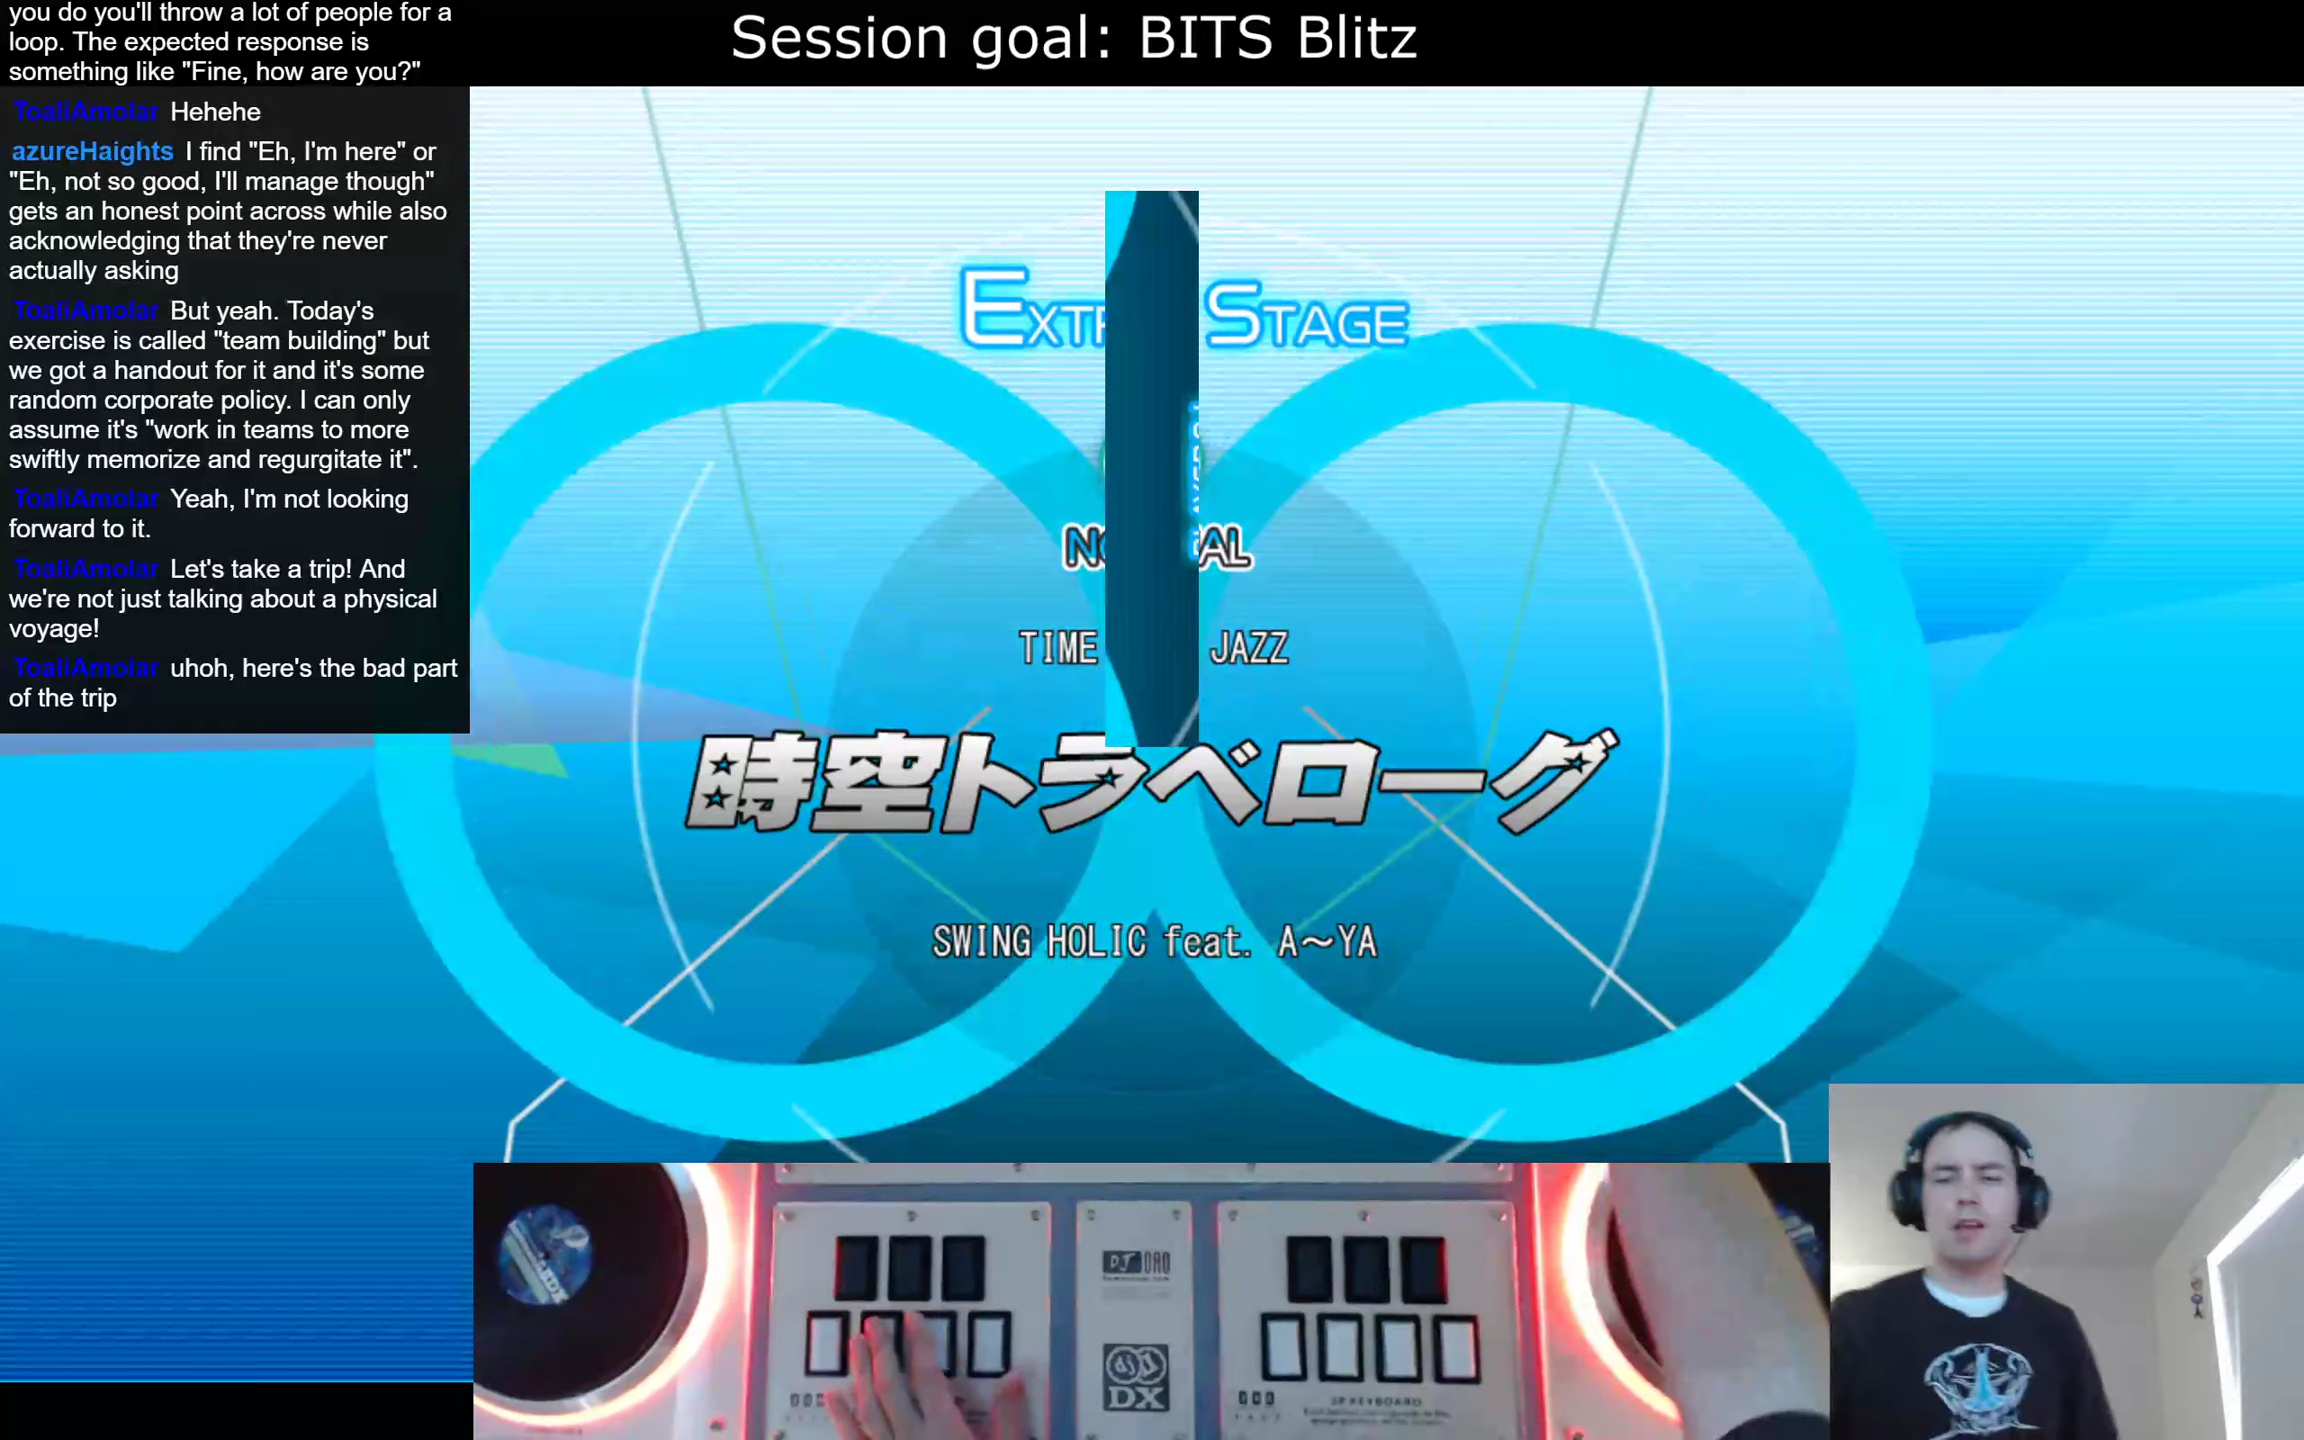 you do you'll throw a lot of people for a
loop. The expected response is
something like "Fine, how are you?"
ToaliAmolar Hehehe
azureHaights I find "Eh, I'm here" or
"Eh, not so good, I'll manage though"
gets an honest point across while also
acknowledging that they're never
actually asking
ToaliAmolar But yeah. Today's
exercise is called "team building" but
we got a handout for it and it's some
random corporate policy. I can only
assume it's "work in teams to more
swiftly memorize and regurgitate it".
ToaliAmolar Yeah, I'm not looking
forward to it.
ToaliAmolar Let's take a trip! And
we're not just talking about a physical
voyage!
ToaliAmolar uhoh, here's the bad part
of the trip
Session goal: BITS Blitz
STAGE
TIME JAZZ
時空トラベローグ
SWING HOLIC feat. A～YA
DJ DAO
DX
2P KEYBOARD